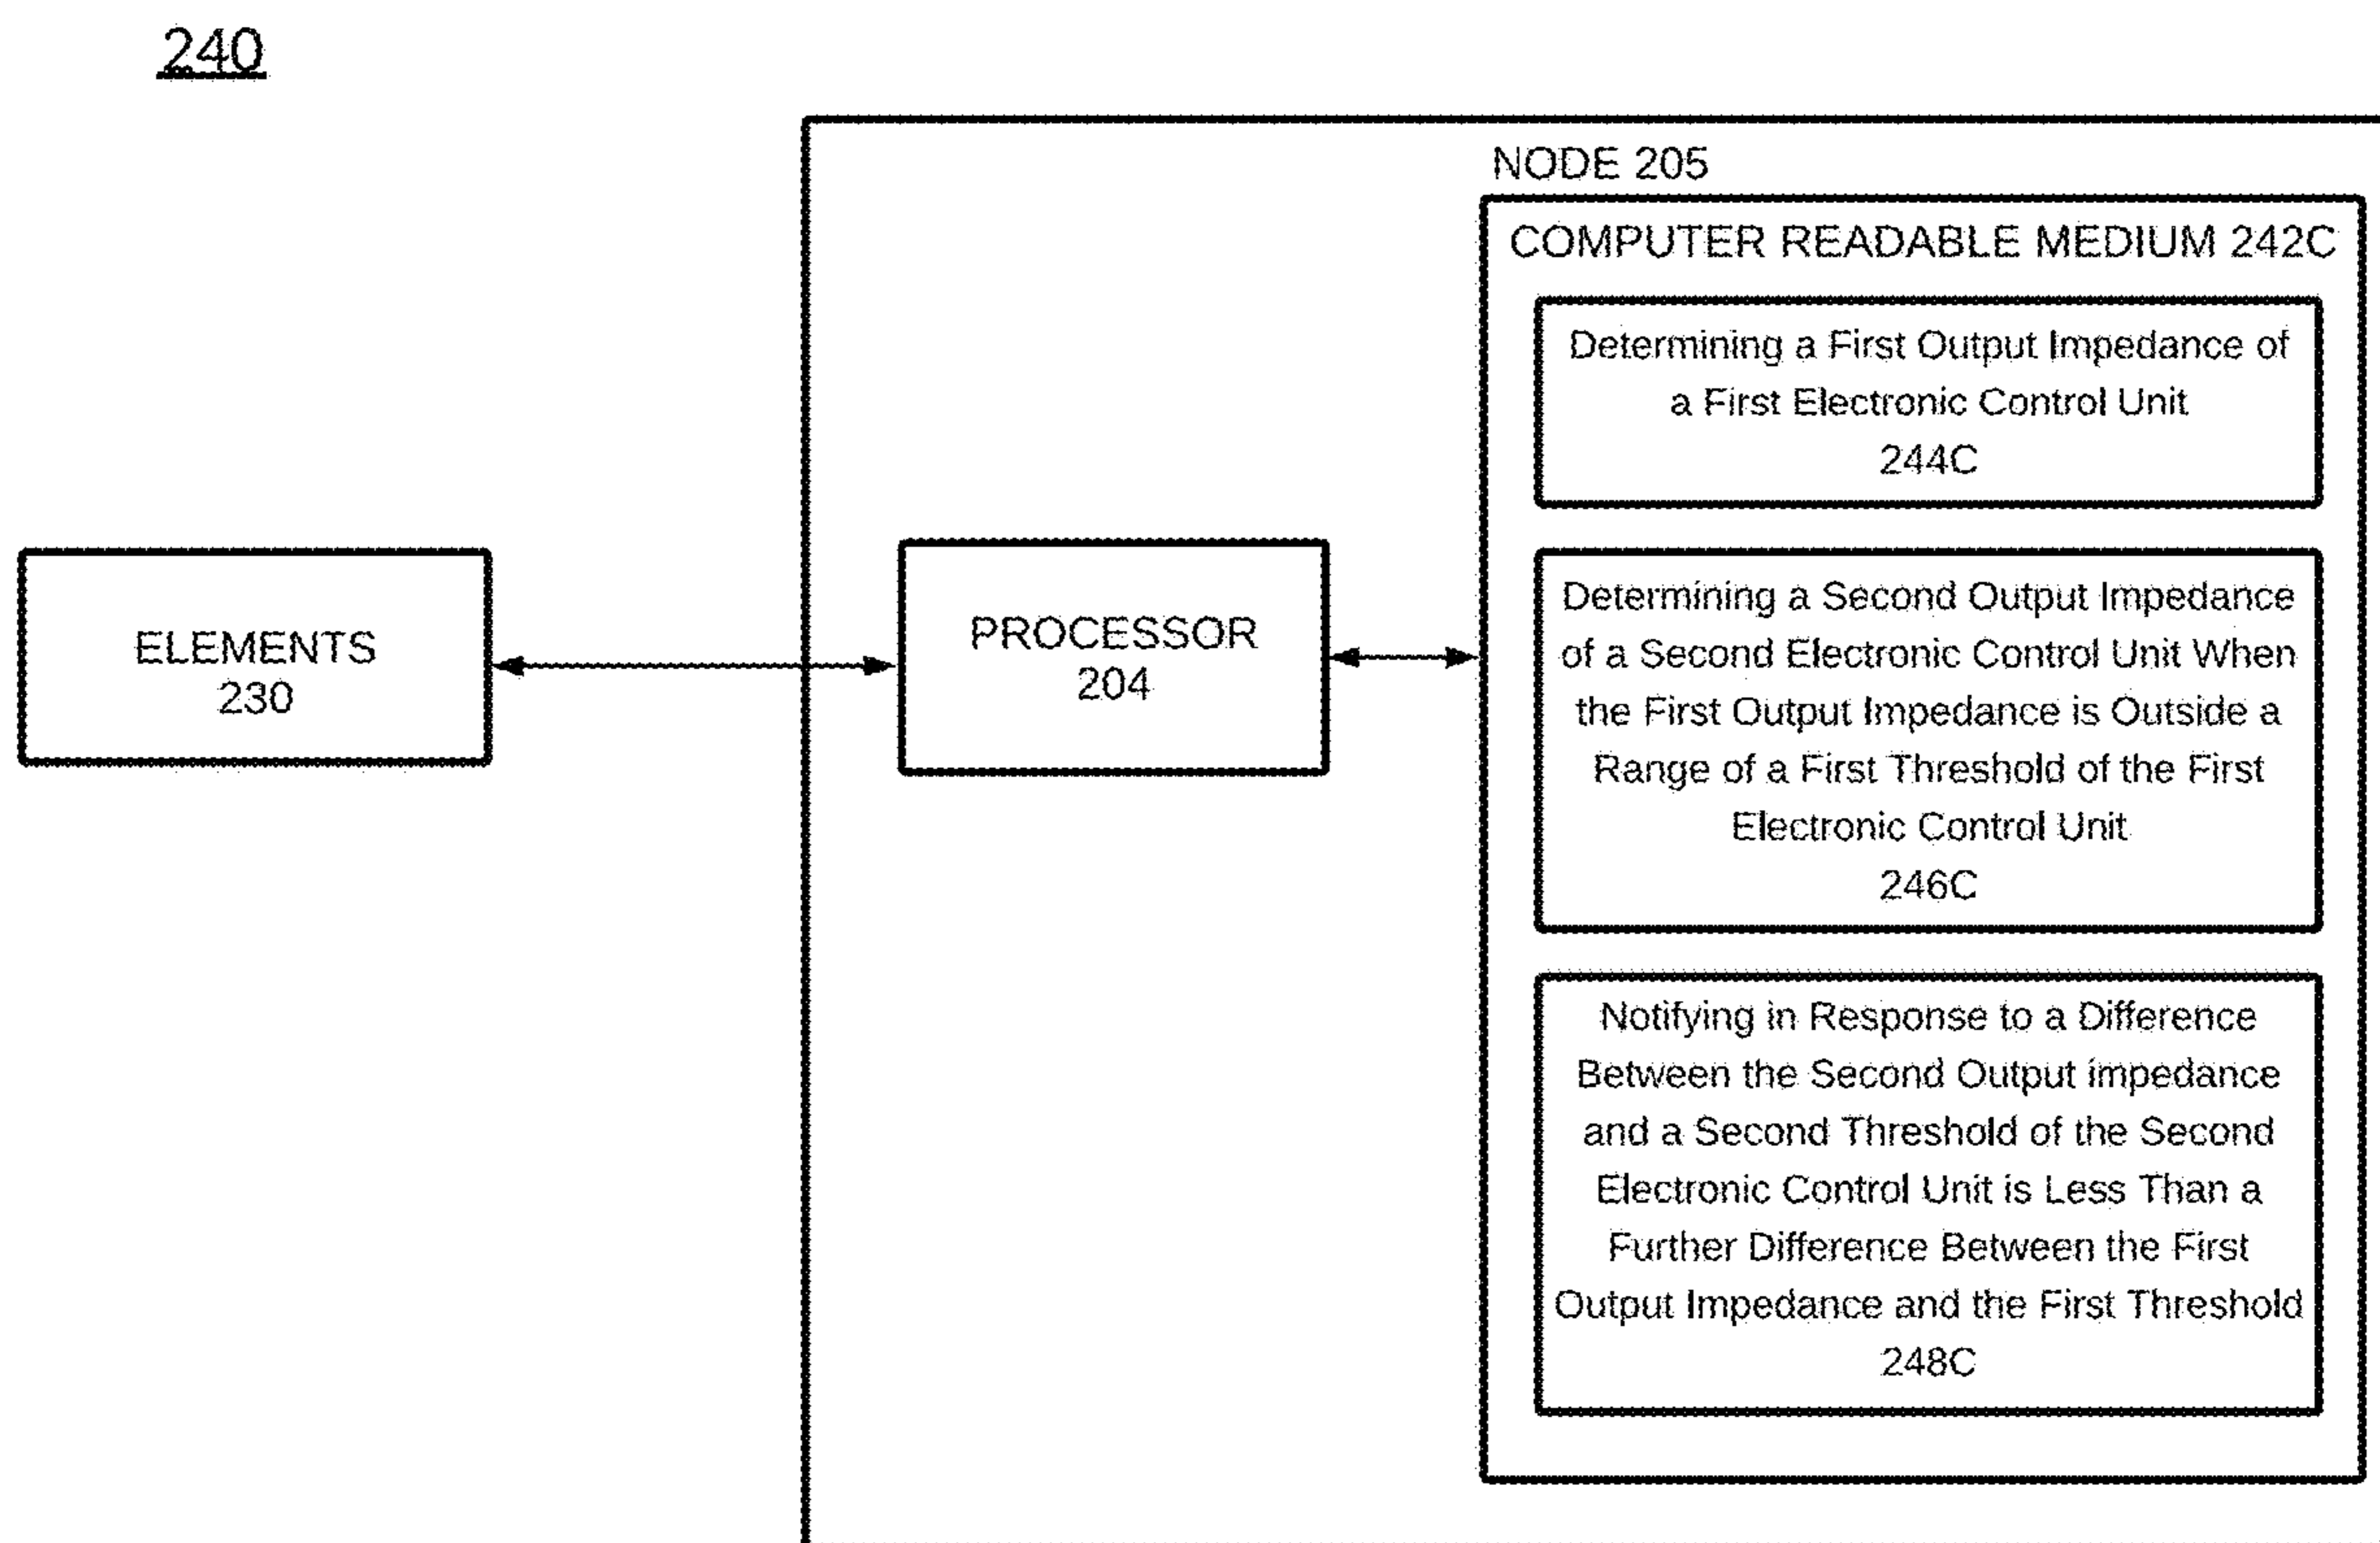 240
NODE 205
COMPUTER READABLE MEDIUM 242C
Determining a First Output Impedance of
a First Electronic Control Unit
244C
ELEMENTS
230
PROCESSOR
204
Determining a Second Output Impedance
of a Second Electronic Control Unit When
the First Output Impedance is Outside a
Range of a First Threshold of the First
Electronic Control Unit
246C
Notifying in Response to a Difference
Between the Second Output impedance
and a Second Threshold of the Second
Electronic Control Unit is Less Than a
Further Difference Between the First
Output Impedance and the First Threshold
248C